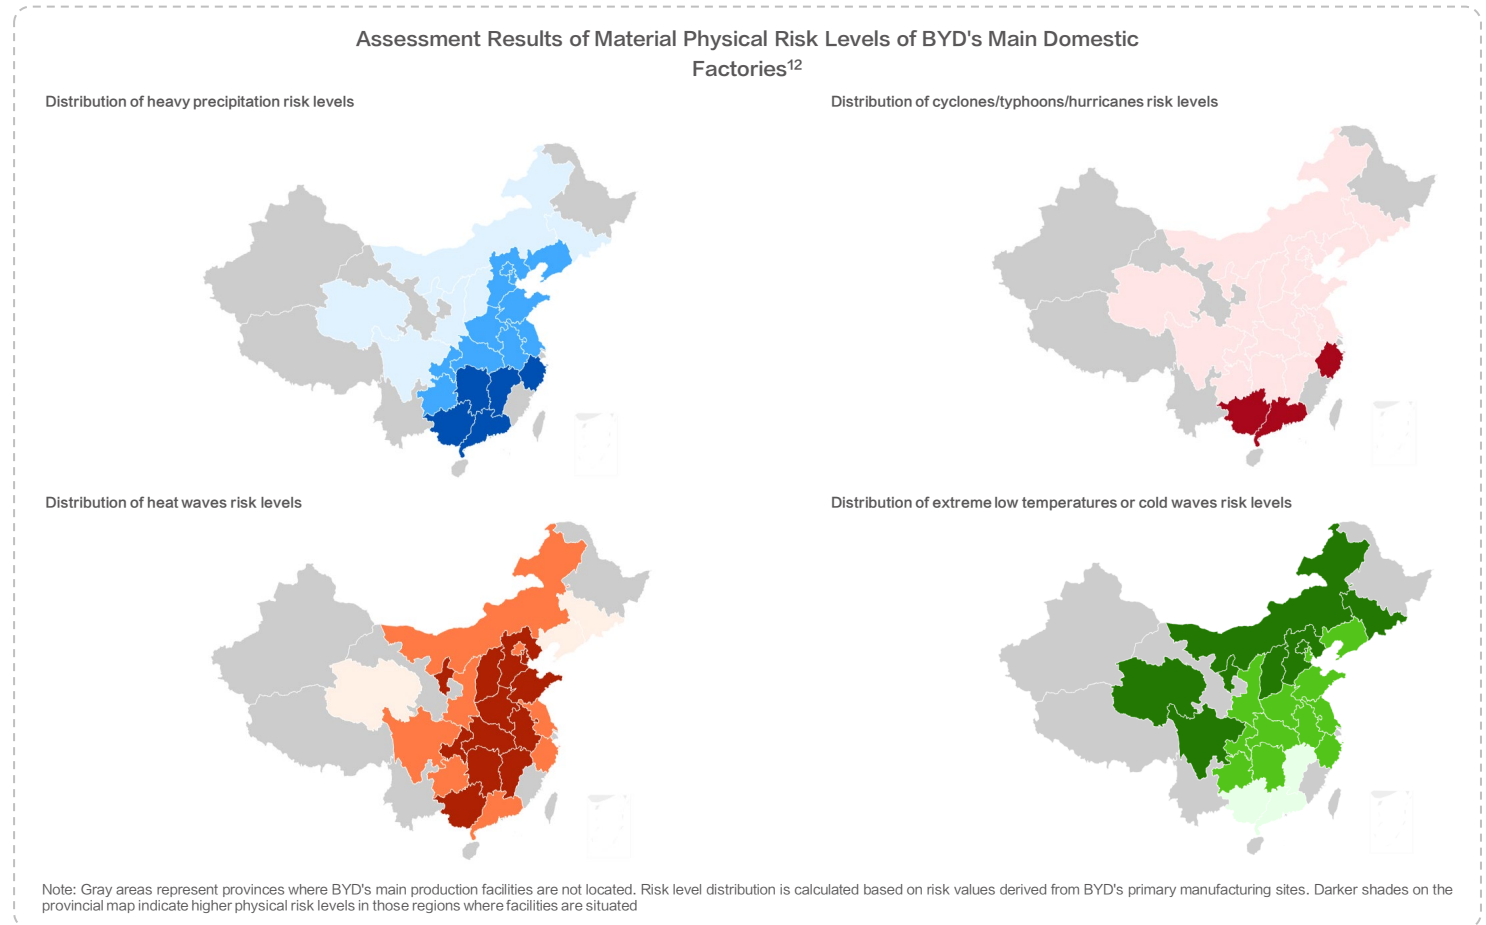 Assessment Results of Material Physical Risk Levels of BYD's Main Domestic
Factories¹²
Distribution of heavy precipitation risk levels
Distribution of cyclones/typhoons/hurricanes risk levels
Distribution of heat waves risk levels
Distribution of extreme low temperatures or cold waves risk levels
Note: Gray areas represent provinces where BYD's main production facilities are not located. Risk level distribution is calculated based on risk values derived from BYD's primary manufacturing sites. Darker shades on the
provincial map indicate higher physical risk levels in those regions where facilities are situated